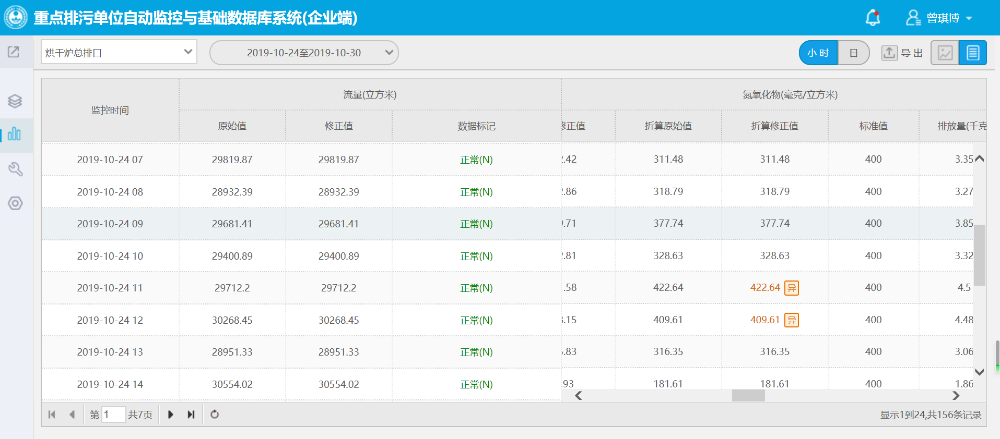 重点排污单位自动监控与基础数据库系统(企业端)
曾琪博
烘干炉总排口
2019-10-24至2019-10-30
小时 日 导出
监控时间 流量(立方米) 氮氧化物(毫克/立方米)
原始值 修正值 数据标记 修正值 折算原始值 折算修正值 标准值 排放量(千克
2019-10-24 07 29819.87 29819.87 正常(N) .42 311.48 311.48 400 3.35
2019-10-24 08 28932.39 28932.39 正常(N) .86 318.79 318.79 400 3.27
2019-10-24 09 29681.41 29681.41 正常(N) .71 377.74 377.74 400 3.85
2019-10-24 10 29400.89 29400.89 正常(N) .81 328.63 328.63 400 3.32
2019-10-24 11 29712.2 29712.2 正常(N) .58 422.64 422.64 异 400 4.5
2019-10-24 12 30268.45 30268.45 正常(N) .15 409.61 409.61 异 400 4.48
2019-10-24 13 28951.33 28951.33 正常(N) .83 316.35 316.35 400 3.06
2019-10-24 14 30554.02 30554.02 正常(N) .93 181.61 181.61 400 1.86
第 1 共7页
显示1到24,共156条记录